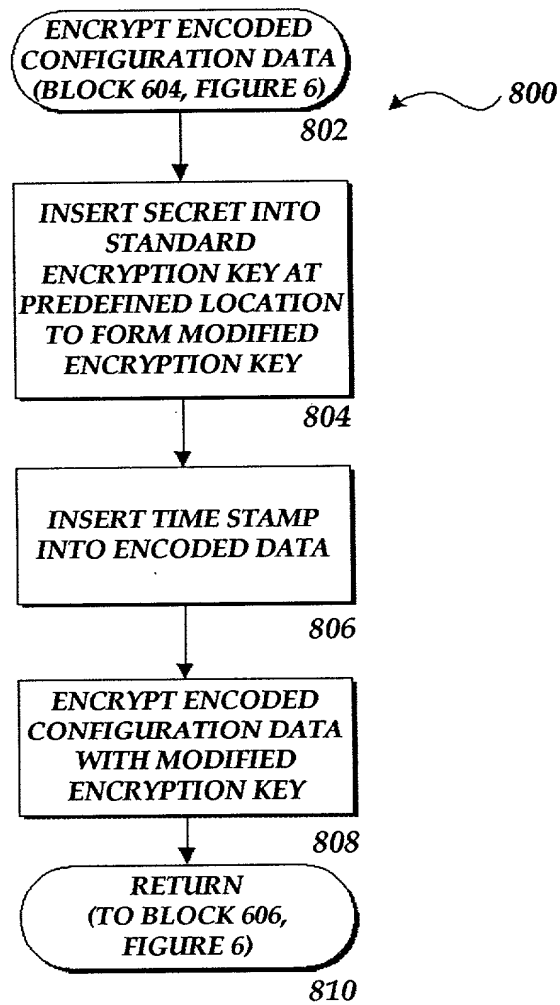 ENCRYPT ENCODED
CONFIGURATION DATA
(BLOCK 604, FIGURE 6)
800
802
INSERT SECRET INTO
STANDARD
ENCRYPTION KEY AT
PREDEFINED LOCATION
TO FORM MODIFIED
ENCRYPTION KEY
804
INSERT TIME STAMP
INTO ENCODED DATA
806
ENCRYPT ENCODED
CONFIGURATION DATA
WITH MODIFIED
ENCRYPTION KEY
808
RETURN
(TO BLOCK 606,
FIGURE 6)
810